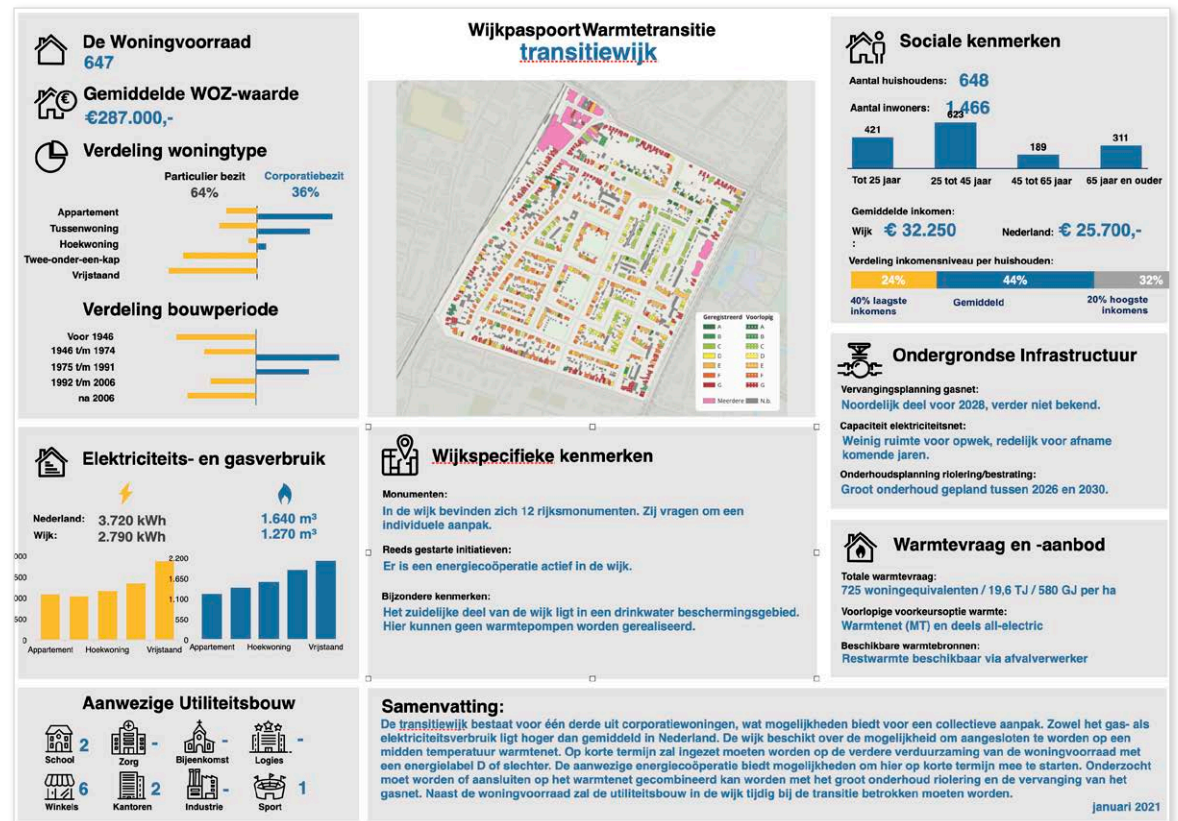 De Woningvoorraad
647
Gemiddelde WOZ-waarde
€287.000,-
Verdeling woningtype
Particulier bezit Corporatiebezit
64% 36%
Appartement
Tussenwoning
Hoekwoning
Twee-onder-een-kap
Vrijstaand
Verdeling bouwperiode
Voor 1946
1946 t/m 1974
1975 t/m 1991
1992 t/m 2006
na 2006
WijkpaspoortWarmtetransitie
transitiewijk
Geregistreerd Voorlopig
A A
B B
C C
D D
E E
F F
G G
Meerdere N.b.
Sociale kenmerken
Aantal huishoudens: 648
Aantal inwoners: 1.466
421 623 189 311
Tot 25 jaar 25 tot 45 jaar 45 tot 65 jaar 65 jaar en ouder
Gemiddelde inkomen:
Wijk € 32.250 Nederland: € 25.700,-
:
Verdeling inkomensniveau per huishouden:
24% 44% 32%
40% laagste Gemiddeld 20% hoogste
inkomens inkomens
Ondergrondse Infrastructuur
Vervangingsplanning gasnet:
Noordelijk deel voor 2028, verder niet bekend.
Capaciteit elektriciteitsnet:
Weinig ruimte voor opwek, redelijk voor afname
komende jaren.
Onderhoudsplanning riolering/bestrating:
Groot onderhoud gepland tussen 2026 en 2030.
Elektriciteits- en gasverbruik
Nederland: 3.720 kWh 1.640 m³
Wijk: 2.790 kWh 1.270 m³
000
500
000
500
0
2.200
1.650
1.100
550
0
Appartement Hoekwoning Vrijstaand Appartement Hoekwoning Vrijstaand
Wijkspecifieke kenmerken
Monumenten:
In de wijk bevinden zich 12 rijksmonumenten. Zij vragen om een
individuele aanpak.
Reeds gestarte initiatieven:
Er is een energiecoöperatie actief in de wijk.
Bijzondere kenmerken:
Het zuidelijke deel van de wijk ligt in een drinkwater beschermingsgebied.
Hier kunnen geen warmtepompen worden gerealiseerd.
Warmtevraag en -aanbod
Totale warmtevraag:
725 woningequivalenten / 19,6 TJ / 580 GJ per ha
Voorlopige voorkeursoptie warmte:
Warmtenet (MT) en deels all-electric
Beschikbare warmtebronnen:
Restwarmte beschikbaar via afvalverwerker
Aanwezige Utiliteitsbouw
2 - - -
School Zorg Bijeenkomst Logies
6 2 - 1
Winkels Kantoren Industrie Sport
Samenvatting:
De transitiewijk bestaat voor één derde uit corporatiewoningen, wat mogelijkheden biedt voor een collectieve aanpak. Zowel het gas- als
elektriciteitsverbruik ligt hoger dan gemiddeld in Nederland. De wijk beschikt over de mogelijkheid om aangesloten te worden op een
midden temperatuur warmtenet. Op korte termijn zal ingezet moeten worden op de verdere verduurzaming van de woningvoorraad met
een energielabel D of slechter. De aanwezige energiecoöperatie biedt mogelijkheden om hier op korte termijn mee te starten. Onderzocht
moet worden of aansluiten op het warmtenet gecombineerd kan worden met het groot onderhoud riolering en de vervanging van het
gasnet. Naast de woningvoorraad zal de utiliteitsbouw in de wijk tijdig bij de transitie betrokken moeten worden.
januari 2021